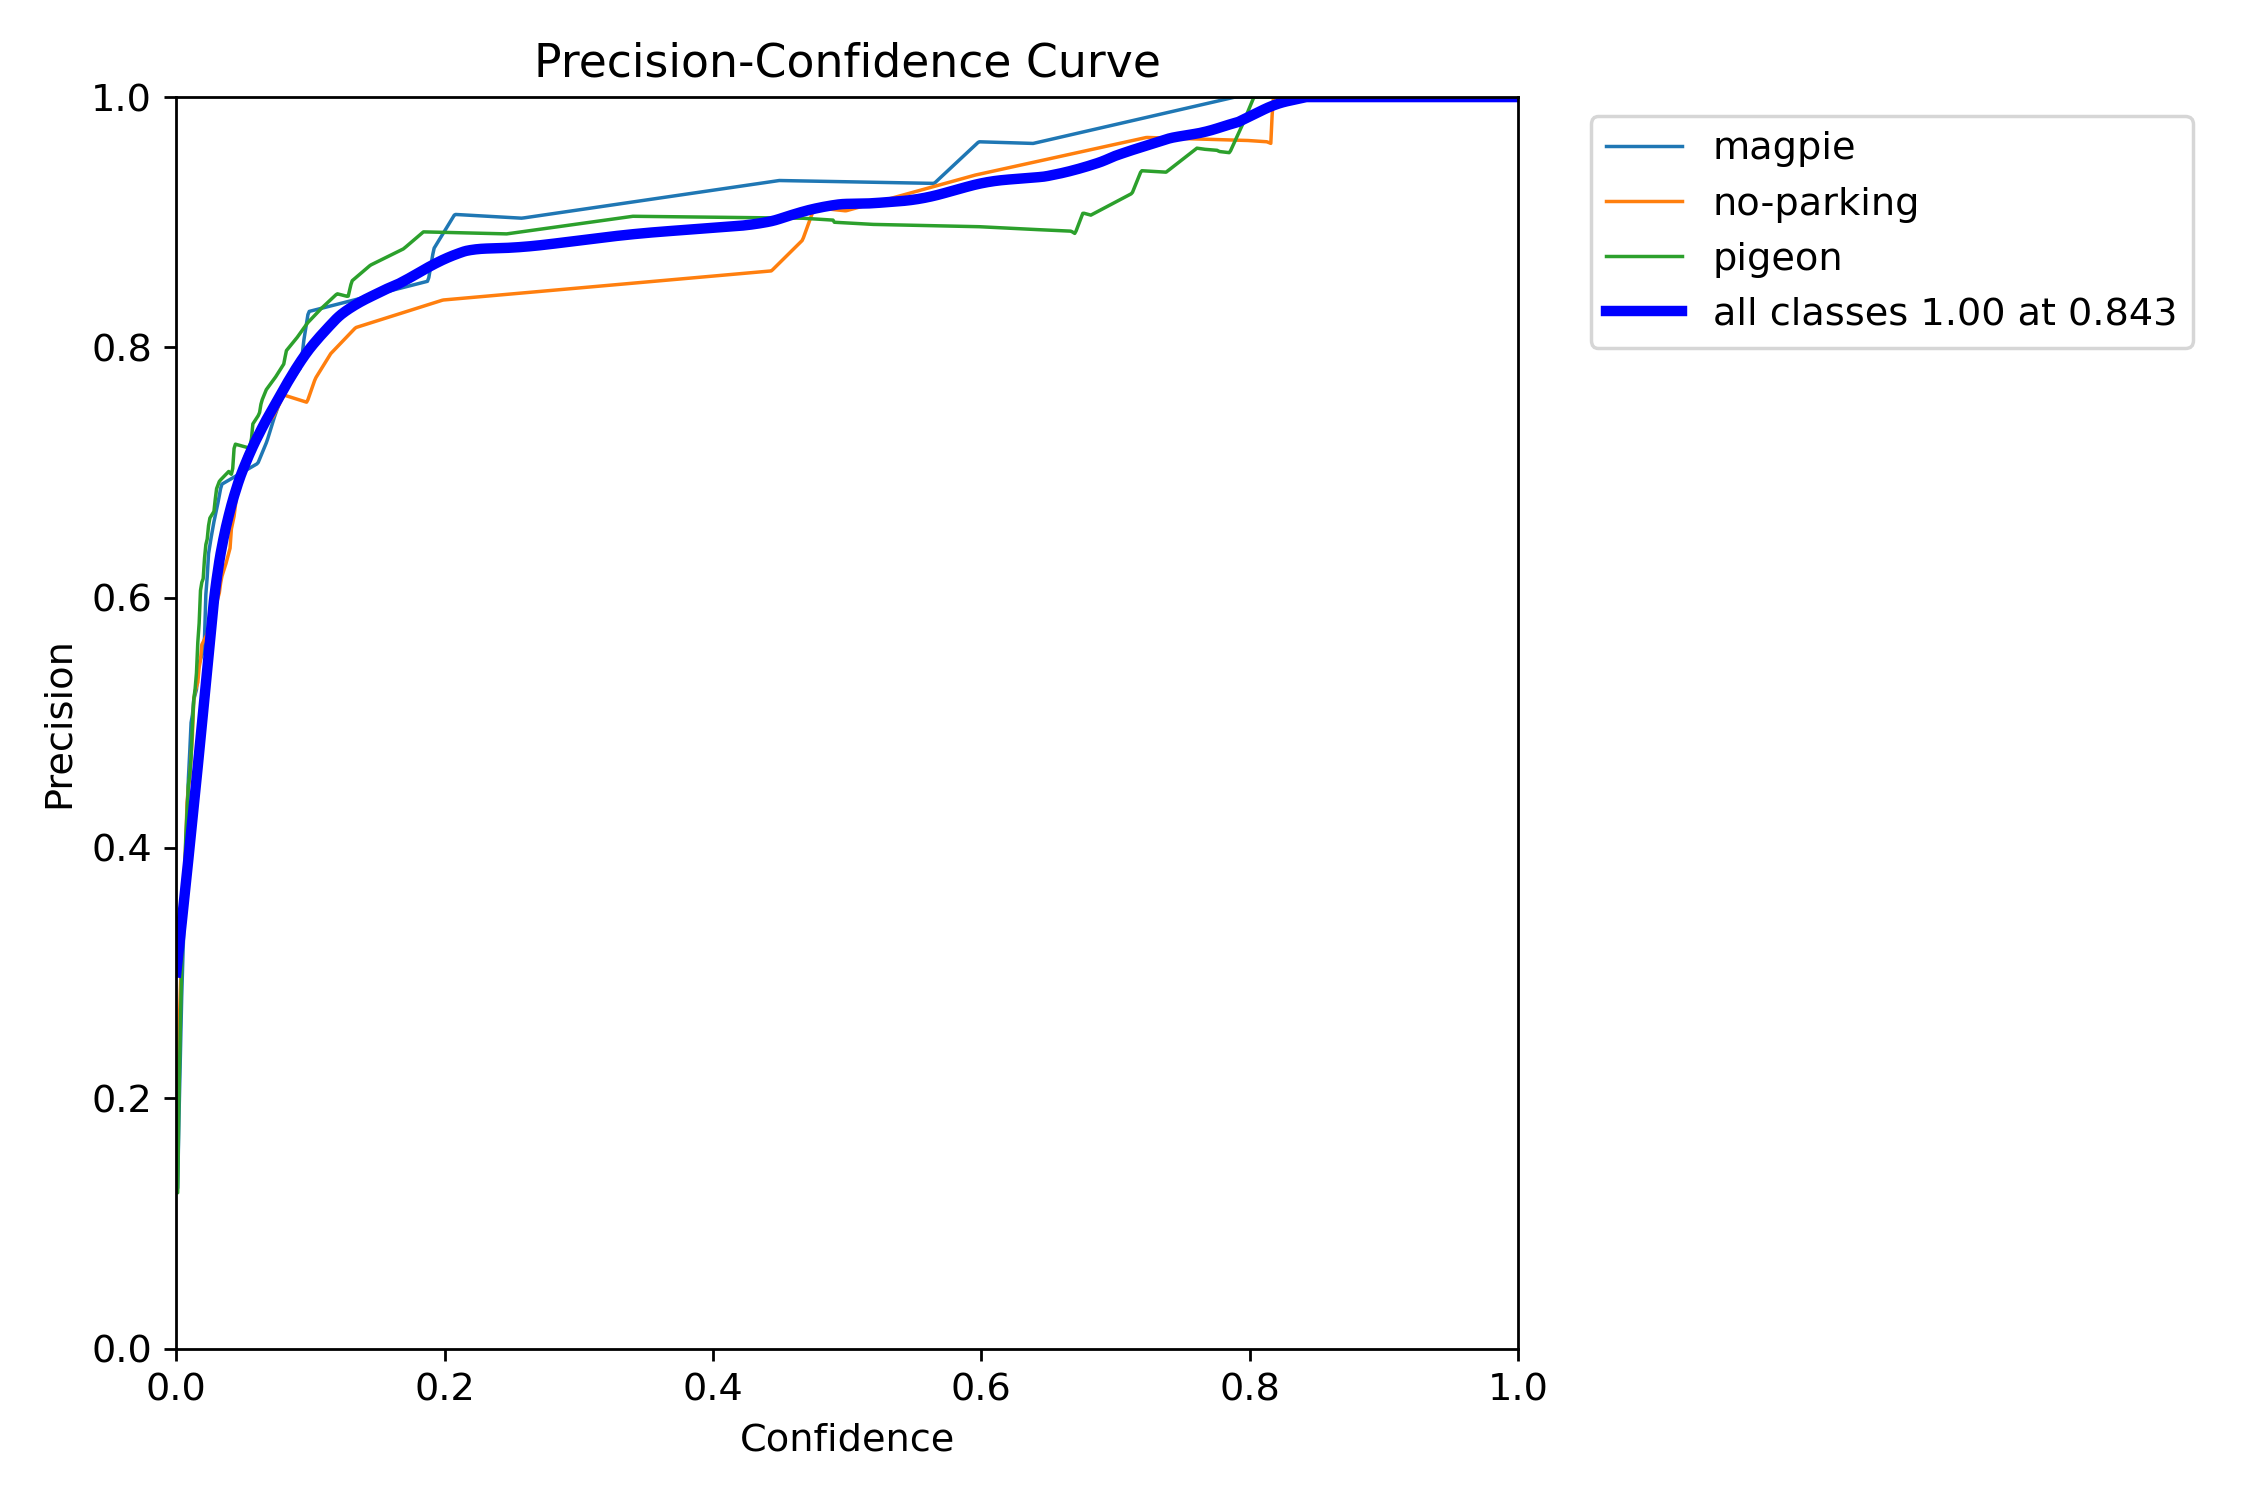 Precision-Confidence Curve
1.0
0.8
0.6
0.4
0.2
0.0
Precision
0.0 0.2 0.4 0.6 0.8 1.0
Confidence
magpie
no-parking
pigeon
all classes 1.00 at 0.843